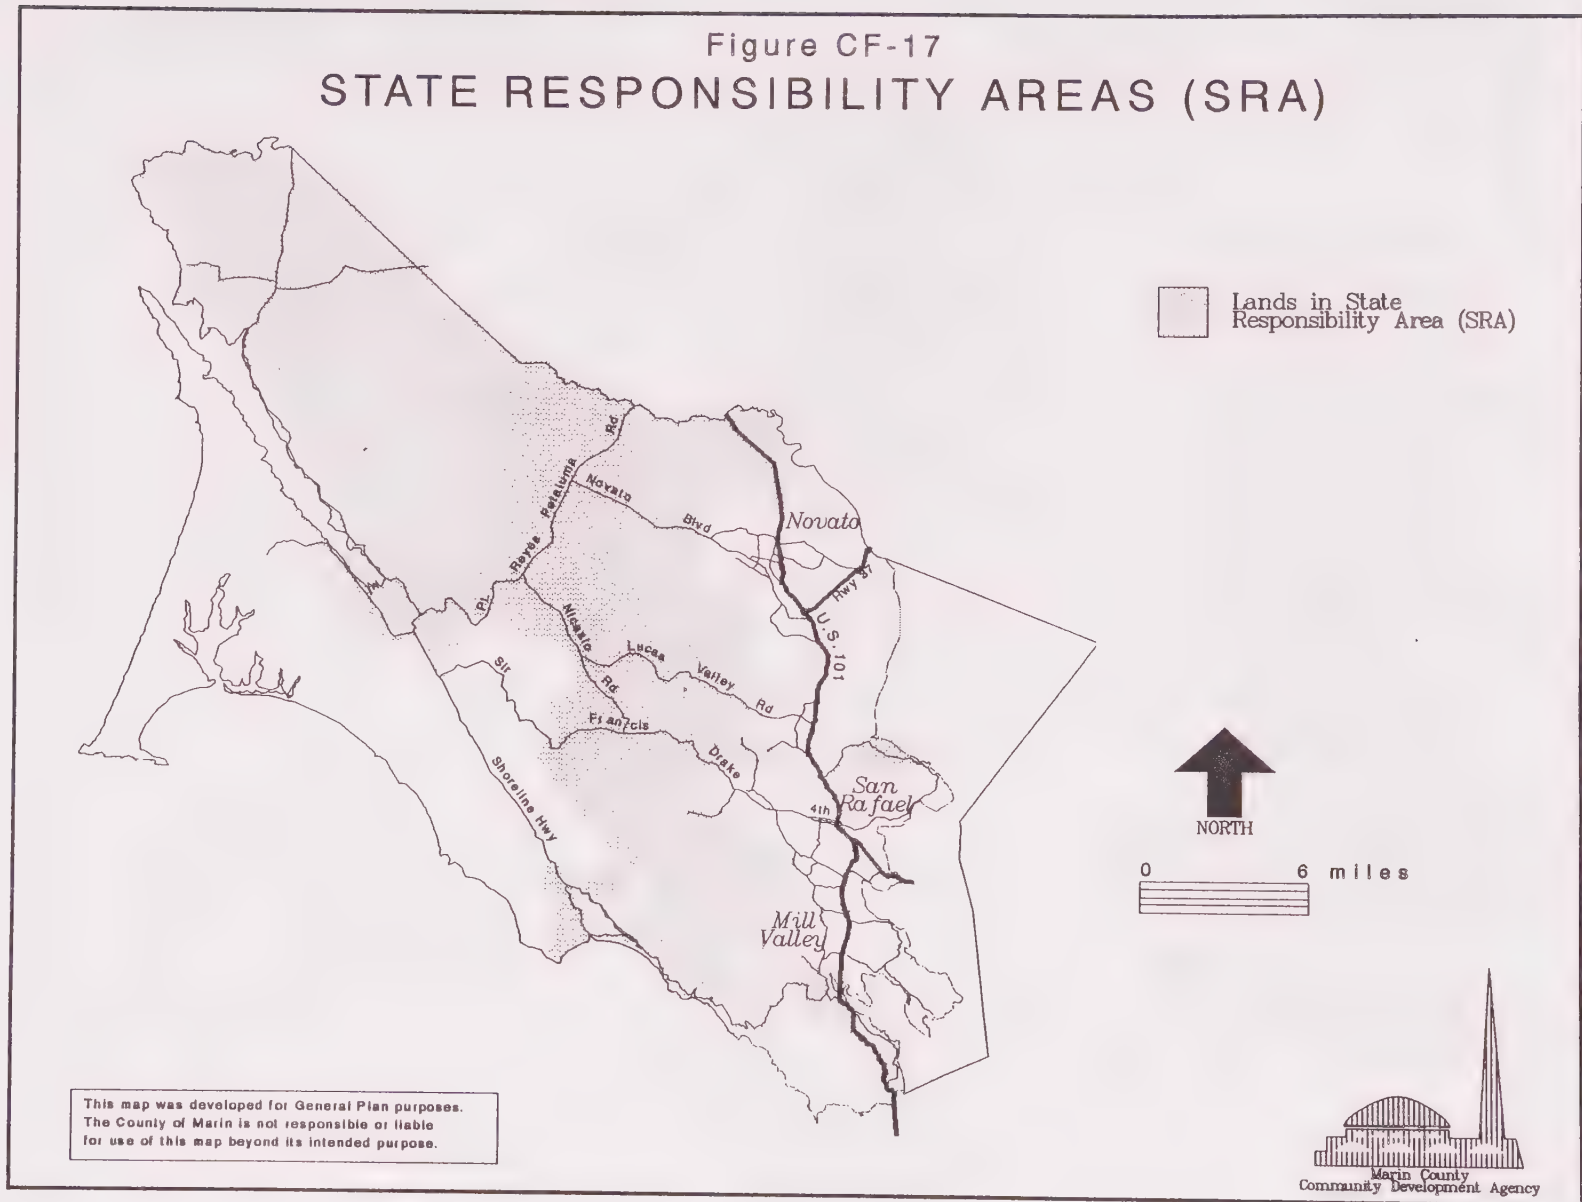 Figure CF-17
STATE RESPONSIBILITY AREAS (SRA)
Lands in State
Responsibility Area (SRA)
Pt. Reyes Petaluma Rd
Novato Blvd
Novato
Hwy 37
U.S. 101
Nicasio Rd
Lucas Valley Rd
Sir Francis Drake
Shoreline Hwy
4th
San
Rafael
Mill
Valley
NORTH
0 6 miles
This map was developed for General Plan purposes.
The County of Marin is not responsible or liable
for use of this map beyond its intended purpose.
Marin County
Community Development Agency